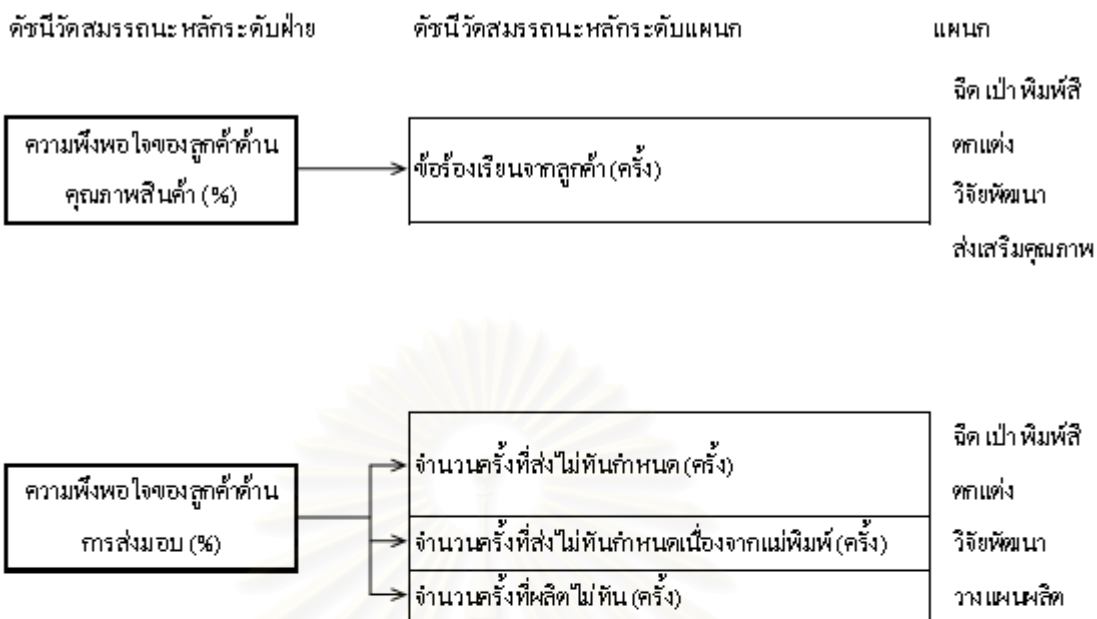 ดัชนีวัดสมรรถนะหลักระดับฝ่าย ดัชนีวัดสมรรถนะหลักระดับแผนก แผนก
ฉีด เป่า พิมพ์สี
ความพึงพอใจของลูกค้าด้าน
คุณภาพสินค้า (%)
ข้อร้องเรียนจากลูกค้า (ครั้ง)
ตกแต่ง
วิจัยพัฒนา
ส่งเสริมคุณภาพ
ความพึงพอใจของลูกค้าด้าน
การส่งมอบ (%)
จำนวนครั้งที่ส่งไม่ทันกำหนด (ครั้ง)
ฉีด เป่า พิมพ์สี
ตกแต่ง
จำนวนครั้งที่ส่งไม่ทันกำหนดเนื่องจากแม่พิมพ์ (ครั้ง) วิจัยพัฒนา
จำนวนครั้งที่ผลิตไม่ทัน (ครั้ง) วางแผนผลิต